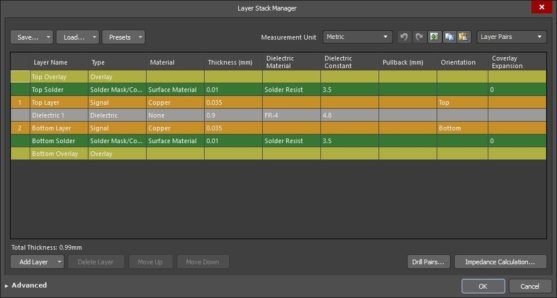 Layer Stack Manager
Save... Load... Presets Measurement Unit Metric Layer Pairs
Layer Name Type Material Thickness (mm) Dielectric Material Dielectric Constant Pullback (mm) Orientation Coverlay Expansion
Top Overlay Overlay
Top Solder Solder Mask/Co... Surface Material 0.01 Solder Resist 3.5 0
1 Top Layer Signal Copper 0.035 Top
Dielectric 1 Dielectric None 0.9 FR-4 4.8
2 Bottom Layer Signal Copper 0.035 Bottom
Bottom Solder Solder Mask/Co... Surface Material 0.01 Solder Resist 3.5 0
Bottom Overlay Overlay
Total Thickness: 0.99mm
Add Layer Delete Layer Move Up Move Down Drill Pairs... Impedance Calculation...
Advanced
OK Cancel